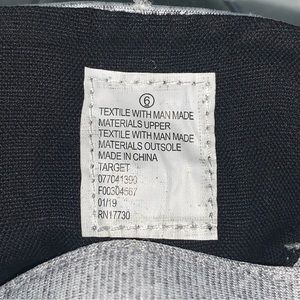 6
TEXTILE WITH MAN MADE
MATERIALS UPPER
TEXTILE WITH MAN MADE
MATERIALS OUTSOLE
MADE IN CHINA
TARGET
077041390
F00304567
01/19
RN17730